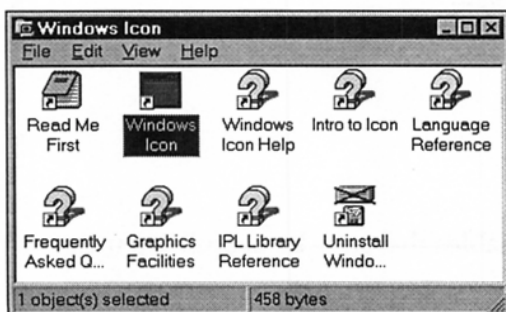 Windows Icon
File Edit View Help
Read Me First
Windows Icon
Windows Icon Help
Intro to Icon
Language Reference
Frequently Asked Q...
Graphics Facilities
IPL Library Reference
Uninstall Windo...
1 object(s) selected
458 bytes